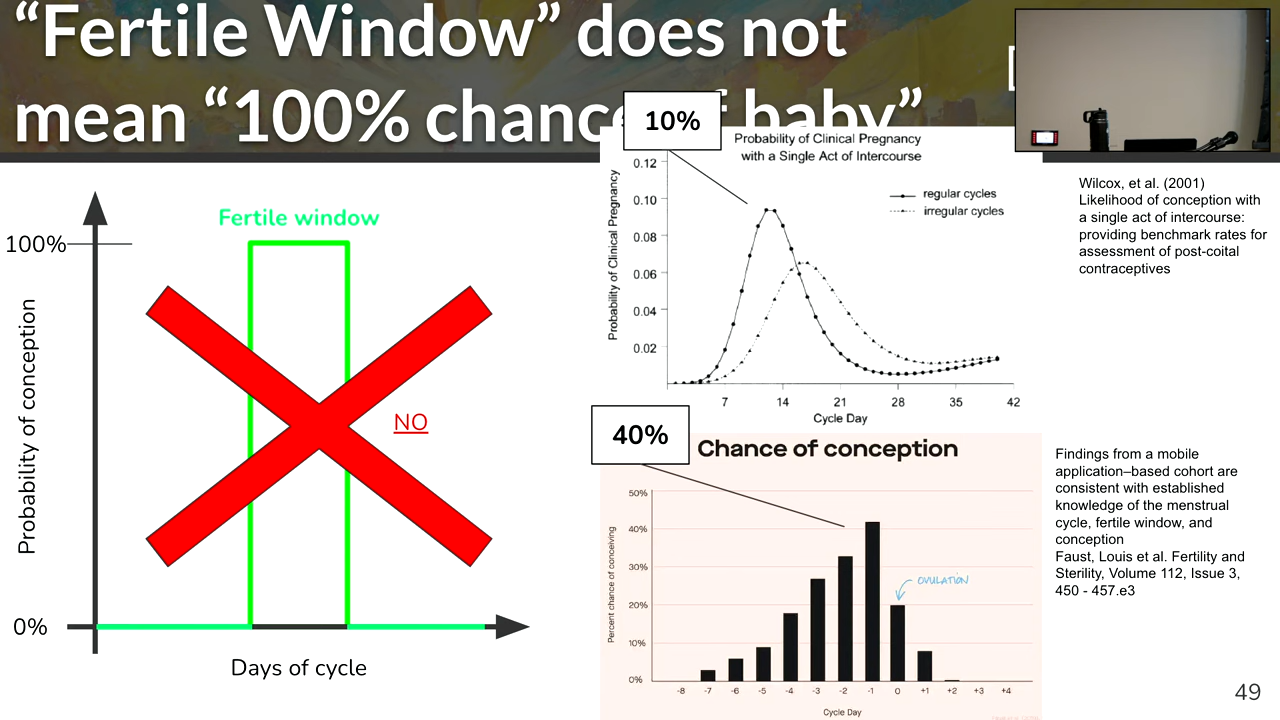 “Fertile Window” does not
mean “100% chance of baby”
10%
Probability of Clinical Pregnancy
with a Single Act of Intercourse
regular cycles
irregular cycles
Probability of Clinical Pregnancy
0.12
0.10
0.08
0.06
0.04
0.02
7 14 21 28 35 42
Cycle Day
Wilcox, et al. (2001)
Likelihood of conception with
a single act of intercourse:
providing benchmark rates for
assessment of post-coital
contraceptives
Fertile window
100%
Probability of conception
NO
0%
Days of cycle
40%
Chance of conception
Percent chance of conceiving
50%
40%
30%
20%
10%
0%
OVULATION
-8 -7 -6 -5 -4 -3 -2 -1 0 +1 +2 +3 +4
Cycle Day
Findings from a mobile
application–based cohort are
consistent with established
knowledge of the menstrual
cycle, fertile window, and
conception
Faust, Louis et al. Fertility and
Sterility, Volume 112, Issue 3,
450 - 457.e3
49